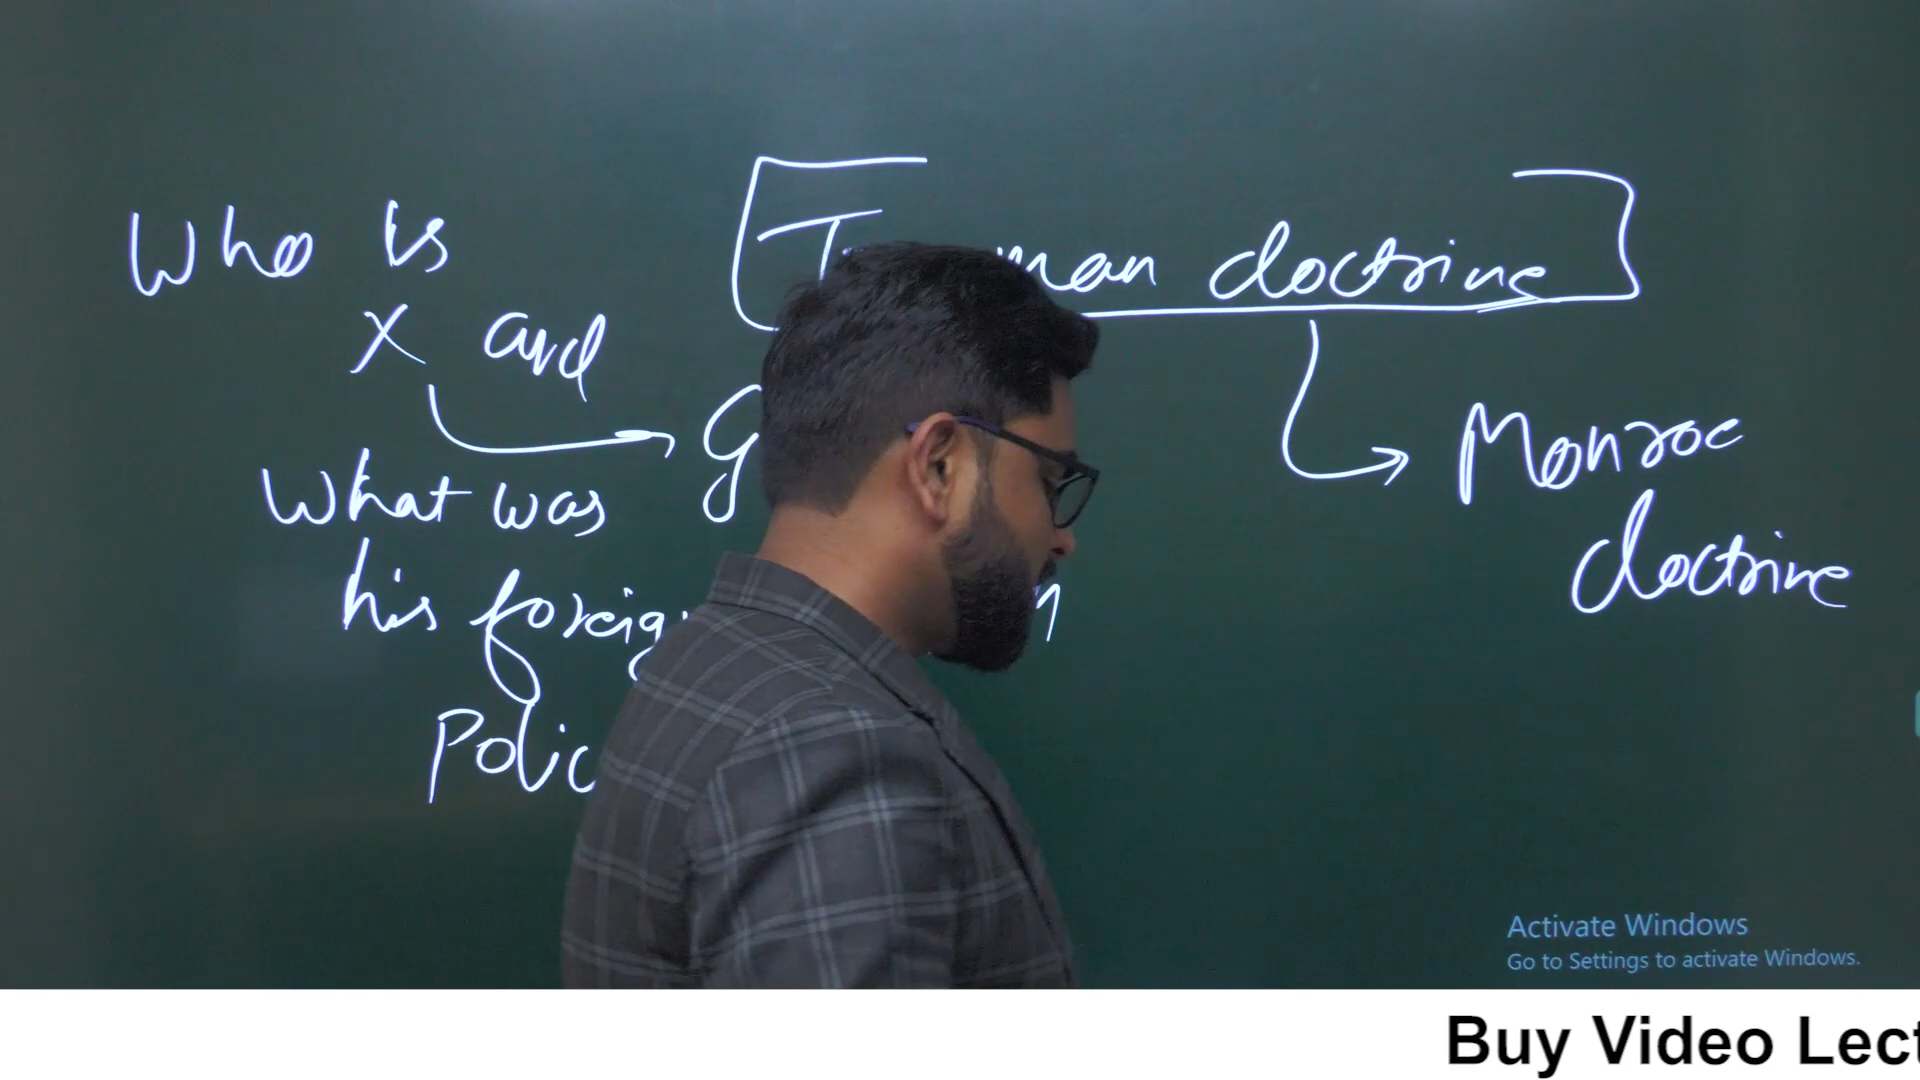 Who is
X and
What was
his foreig
Polic
man doctrine
Monroe
doctrine
Activate Windows
Go to Settings to activate Windows.
Buy Video Lect